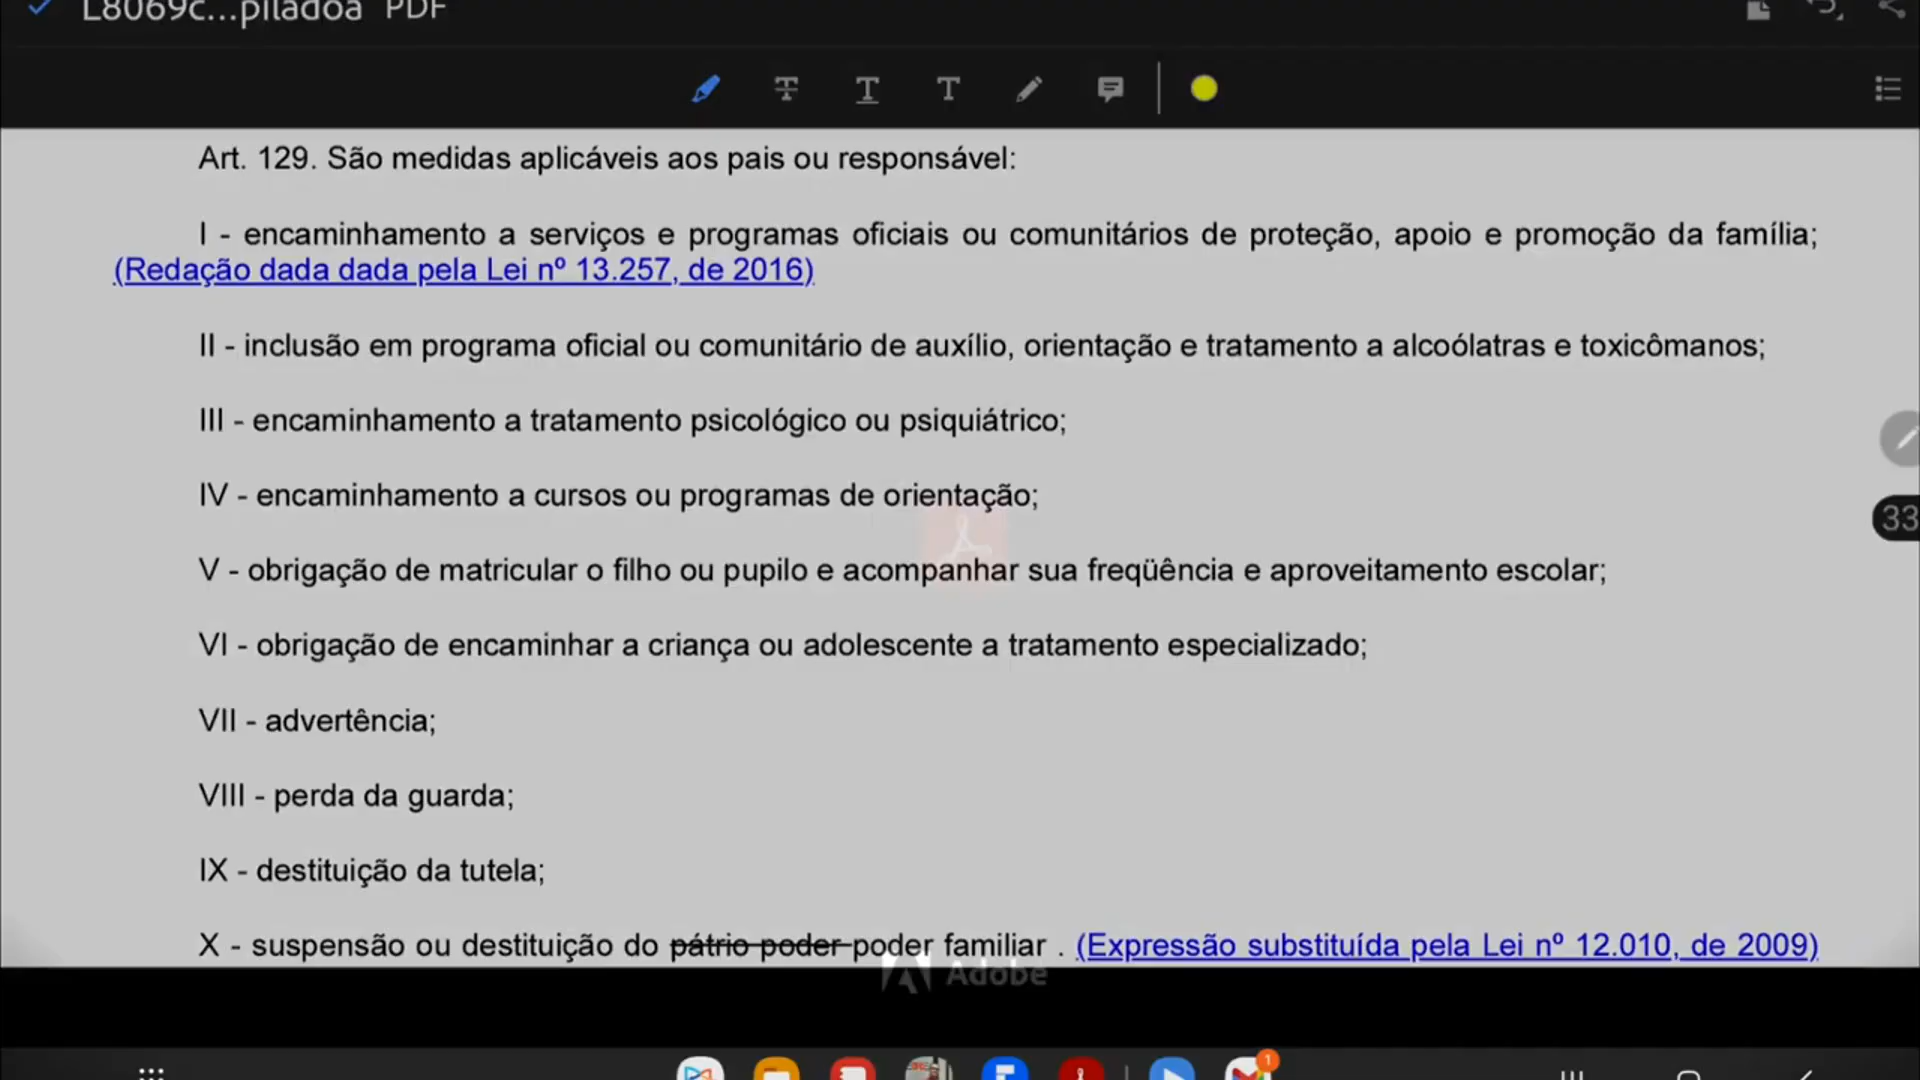 L8069c...piladoa PDF
Art. 129. São medidas aplicáveis aos pais ou responsável:
I - encaminhamento a serviços e programas oficiais ou comunitários de proteção, apoio e promoção da família;
(Redação dada dada pela Lei nº 13.257, de 2016)
II - inclusão em programa oficial ou comunitário de auxílio, orientação e tratamento a alcoólatras e toxicômanos;
III - encaminhamento a tratamento psicológico ou psiquiátrico;
IV - encaminhamento a cursos ou programas de orientação;
33
V - obrigação de matricular o filho ou pupilo e acompanhar sua freqüência e aproveitamento escolar;
VI - obrigação de encaminhar a criança ou adolescente a tratamento especializado;
VII - advertência;
VIII - perda da guarda;
IX - destituição da tutela;
X - suspensão ou destituição do pátrio poder poder familiar . (Expressão substituída pela Lei nº 12.010, de 2009)
Adobe
1